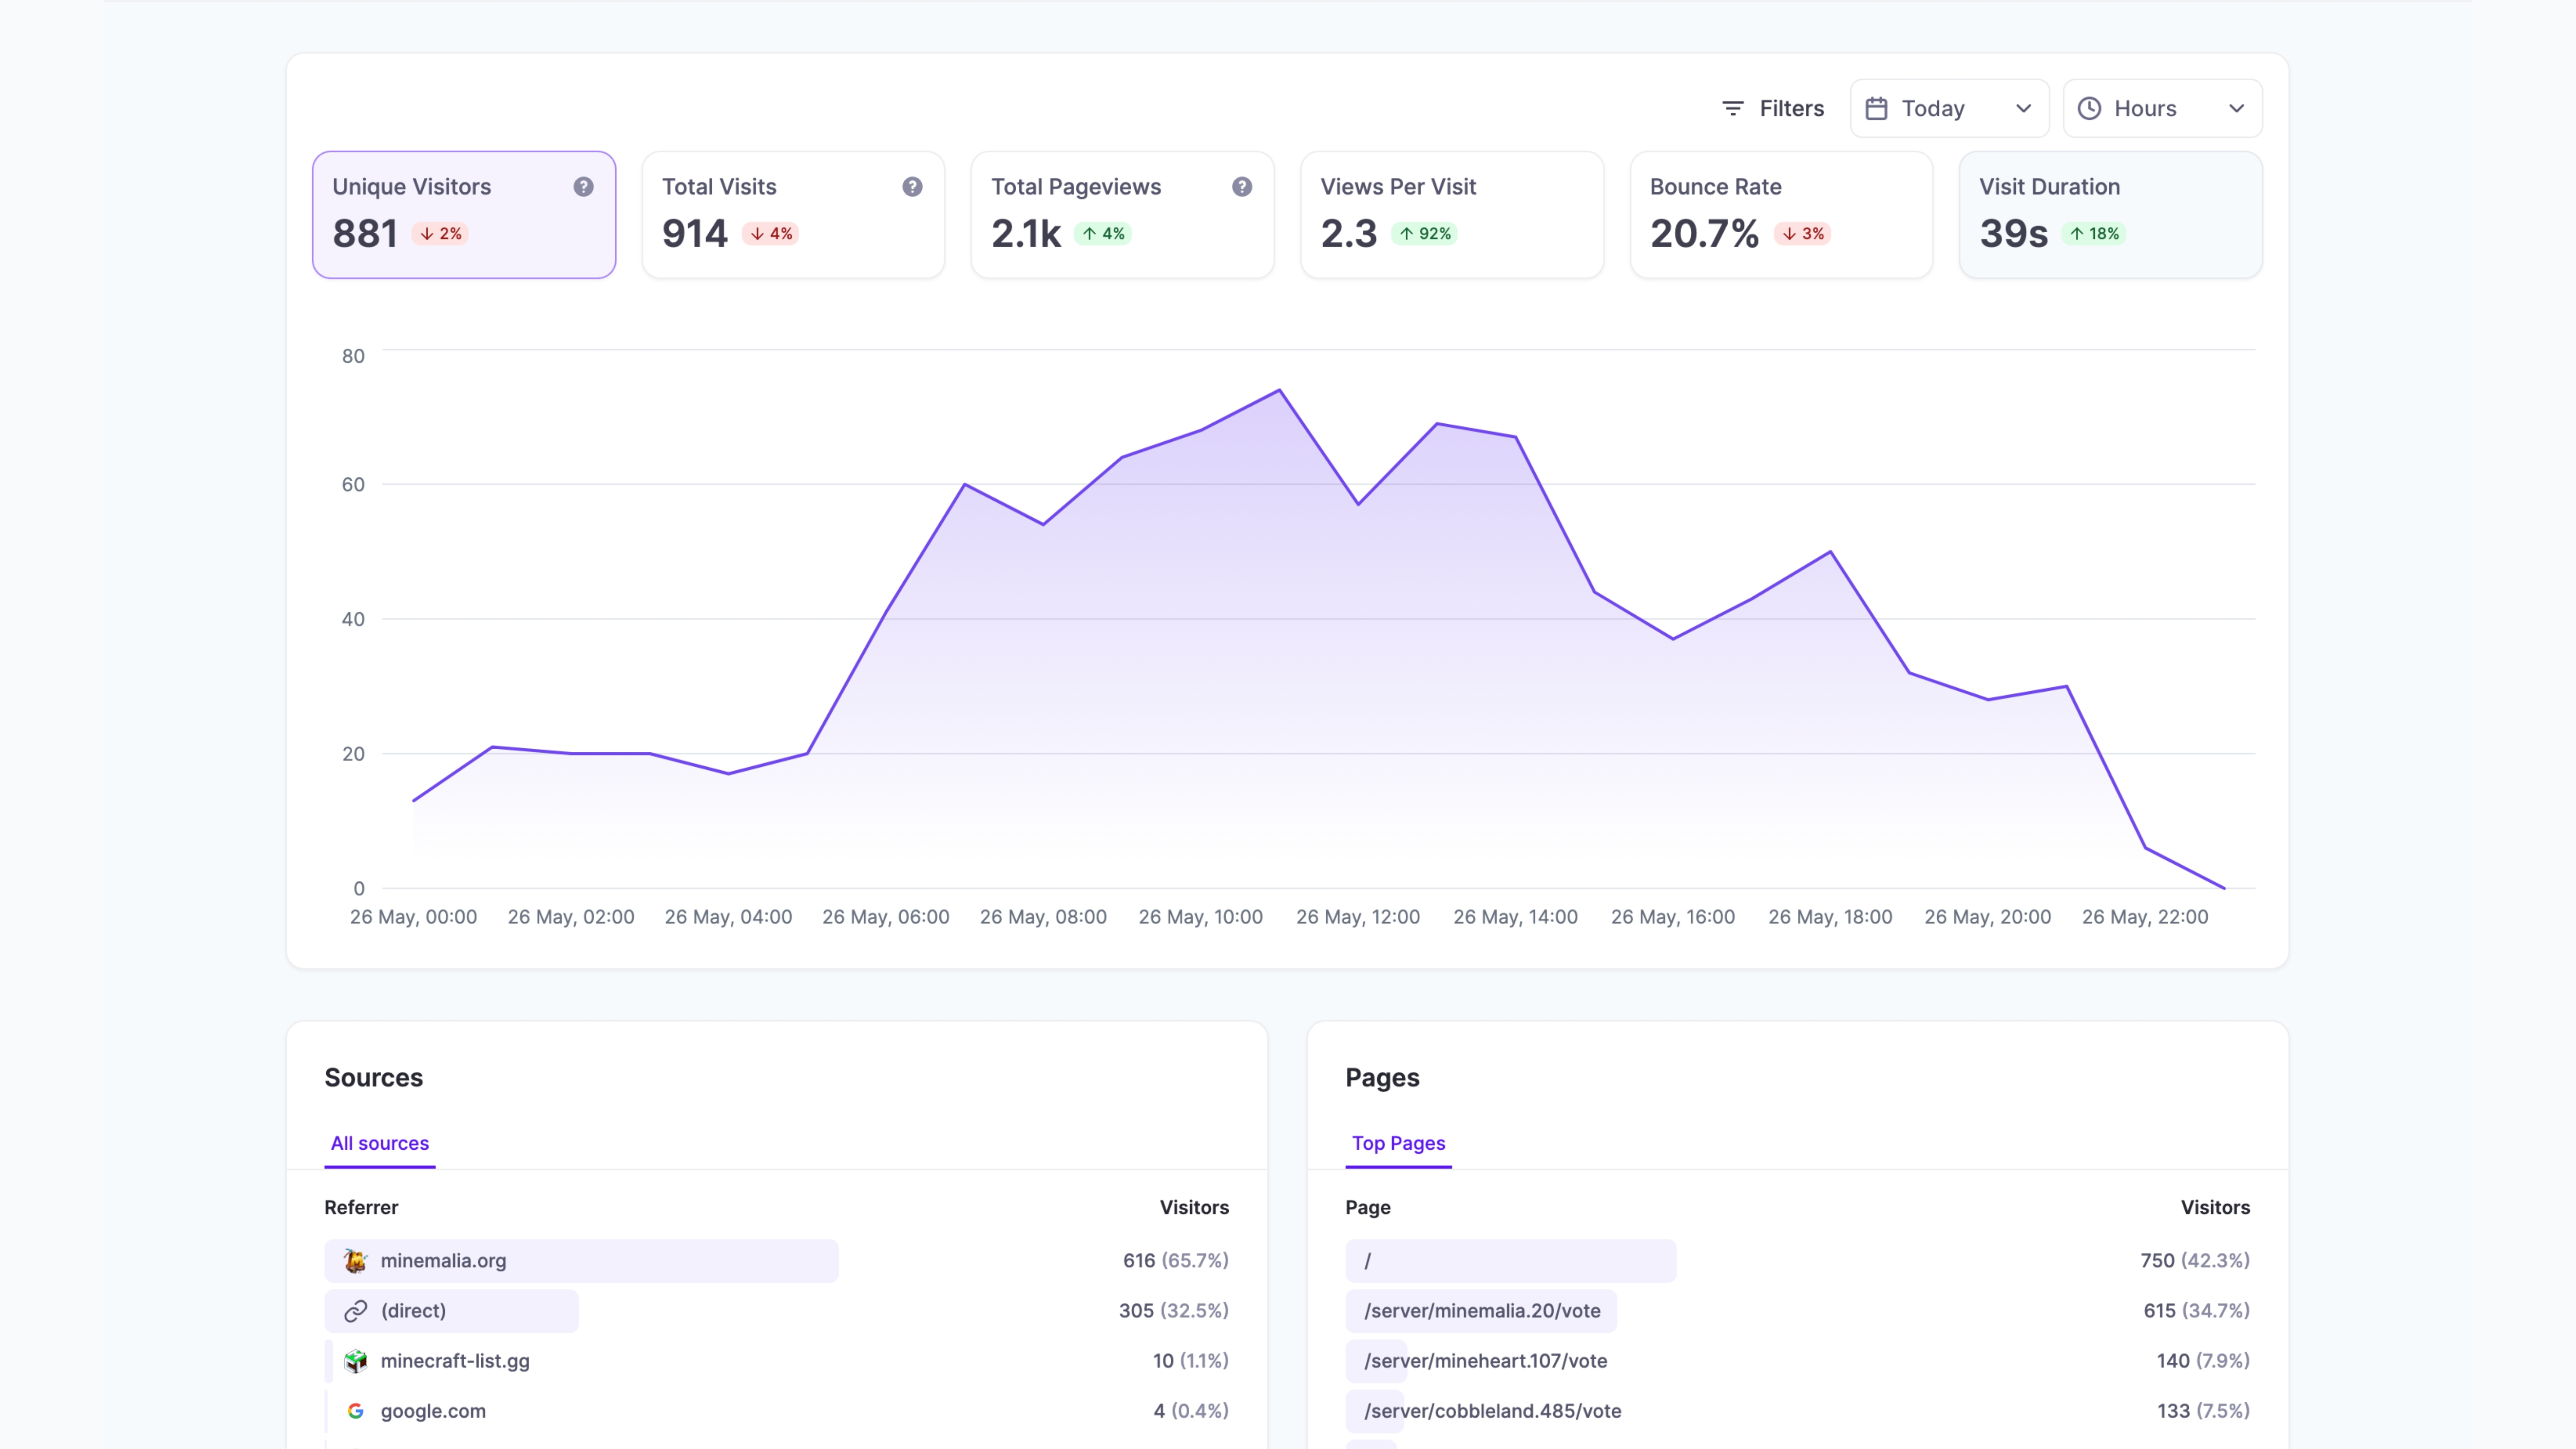 Filters Today Hours
Unique Visitors ? Total Visits ? Total Pageviews ? Views Per Visit Bounce Rate Visit Duration
881 ↓ 2% 914 ↓ 4% 2.1k ↑ 4% 2.3 ↑ 92% 20.7% ↓ 3% 39s ↑ 18%
80
60
40
20
0
26 May, 00:00 26 May, 02:00 26 May, 04:00 26 May, 06:00 26 May, 08:00 26 May, 10:00 26 May, 12:00 26 May, 14:00 26 May, 16:00 26 May, 18:00 26 May, 20:00 26 May, 22:00
Sources
All sources
Referrer Visitors
minemalia.org 616 (65.7%)
(direct) 305 (32.5%)
minecraft-list.gg 10 (1.1%)
google.com 4 (0.4%)
Pages
Top Pages
Page Visitors
/ 750 (42.3%)
/server/minemalia.20/vote 615 (34.7%)
/server/mineheart.107/vote 140 (7.9%)
/server/cobbleland.485/vote 133 (7.5%)